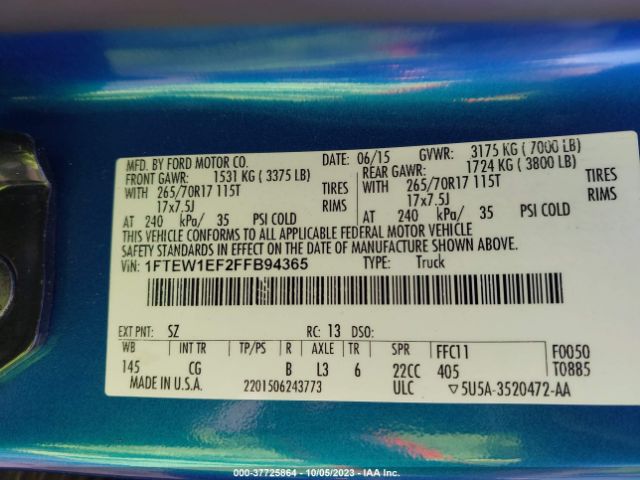 MFD. BY FORD MOTOR CO. DATE: 06/15 GVWR: 3175 KG ( 7000 LB)
FRONT GAWR: 1531 KG ( 3375 LB) REAR GAWR: 1724 KG ( 3800 LB)
WITH 265/70R17 115T TIRES WITH 265/70R17 115T TIRES
17x7.5J RIMS 17x7.5J RIMS
AT 240 kPa/ 35 PSI COLD AT 240 kPa/ 35 PSI COLD
THIS VEHICLE CONFORMS TO ALL APPLICABLE FEDERAL MOTOR VEHICLE
SAFETY STANDARDS IN EFFECT ON THE DATE OF MANUFACTURE SHOWN ABOVE.
VIN: 1FTEW1EF2FFB94365 TYPE: Truck
EXT PNT: SZ RC: 13 DSO:
WB INT TR TP/PS R AXLE TR SPR FFC11 F0050
145 CG B L3 6 22CC 405 T0885
MADE IN U.S.A. 2201506243773 ULC ▽5U5A-3520472-AA
000-37725864 - 10/05/2023 - IAA Inc.